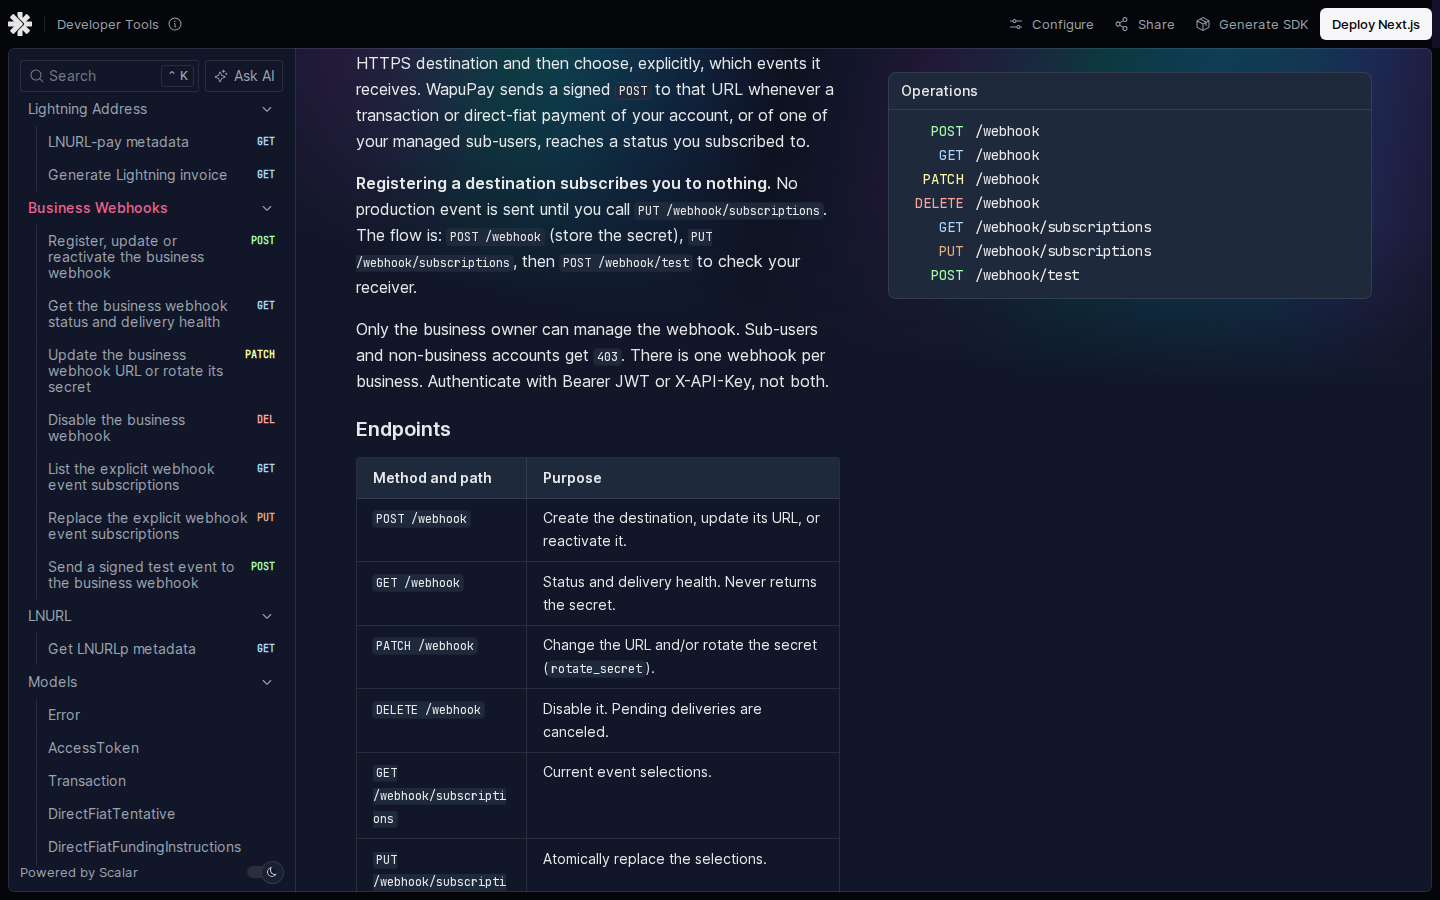 Developer Tools
Configure
Share
Generate SDK
Deploy Next.js
Search
⌃ K
Ask AI
Lightning Address
LNURL-pay metadata GET
Generate Lightning invoice GET
Business Webhooks
Register, update or POST
reactivate the business
webhook
Get the business webhook GET
status and delivery health
Update the business PATCH
webhook URL or rotate its
secret
Disable the business DEL
webhook
List the explicit webhook GET
event subscriptions
Replace the explicit webhook PUT
event subscriptions
Send a signed test event to POST
the business webhook
LNURL
Get LNURLp metadata GET
Models
Error
AccessToken
Transaction
DirectFiatTentative
DirectFiatFundingInstructions
Powered by Scalar
HTTPS destination and then choose, explicitly, which events it
receives. WapuPay sends a signed POST to that URL whenever a
transaction or direct-fiat payment of your account, or of one of
your managed sub-users, reaches a status you subscribed to.
Registering a destination subscribes you to nothing. No
production event is sent until you call PUT /webhook/subscriptions.
The flow is: POST /webhook (store the secret), PUT
/webhook/subscriptions, then POST /webhook/test to check your
receiver.
Only the business owner can manage the webhook. Sub-users
and non-business accounts get 403. There is one webhook per
business. Authenticate with Bearer JWT or X-API-Key, not both.
Endpoints
Method and path Purpose
POST /webhook Create the destination, update its URL, or
reactivate it.
GET /webhook Status and delivery health. Never returns
the secret.
PATCH /webhook Change the URL and/or rotate the secret
(rotate_secret).
DELETE /webhook Disable it. Pending deliveries are
canceled.
GET Current event selections.
/webhook/subscripti
ons
PUT Atomically replace the selections.
/webhook/subscripti
Operations
POST /webhook
GET /webhook
PATCH /webhook
DELETE /webhook
GET /webhook/subscriptions
PUT /webhook/subscriptions
POST /webhook/test